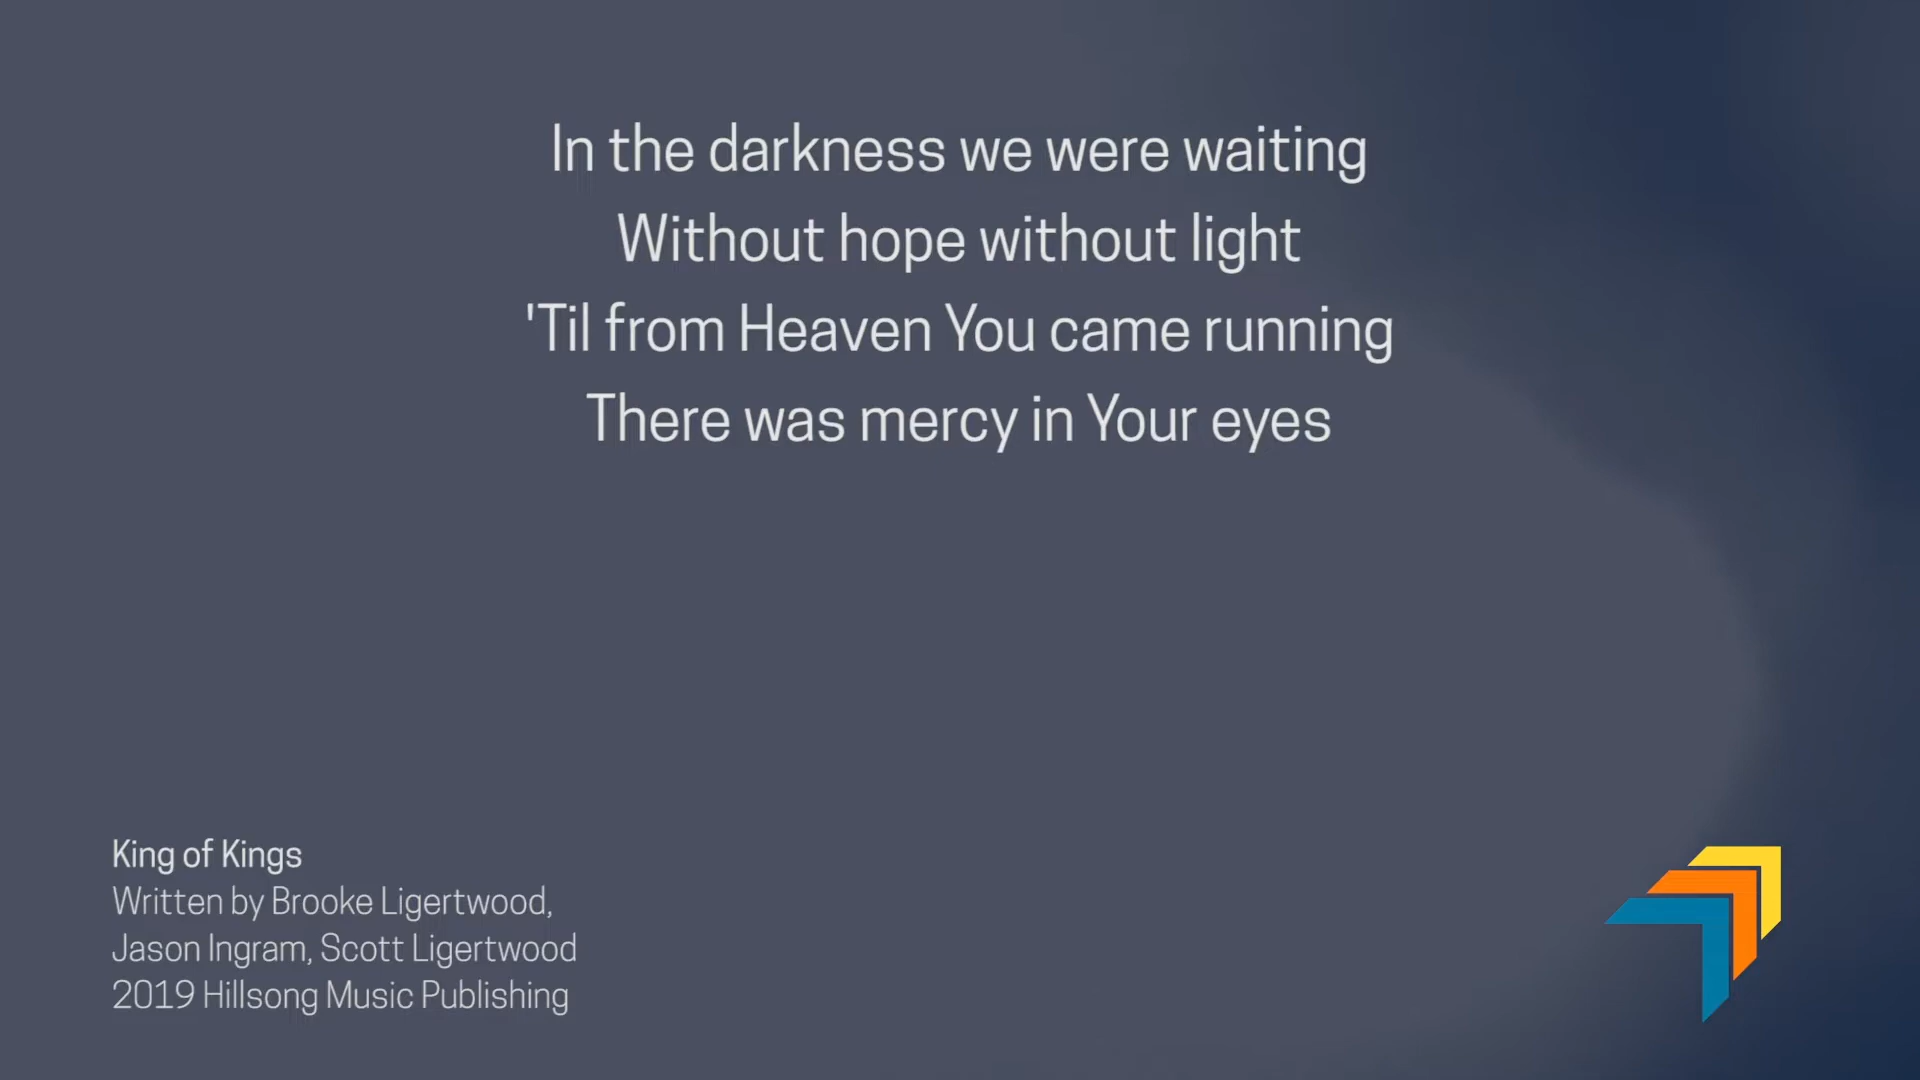 In the darkness we were waiting
Without hope without light
'Til from Heaven You came running
There was mercy in Your eyes
King of Kings
Written by Brooke Ligertwood,
Jason Ingram, Scott Ligertwood
2019 Hillsong Music Publishing